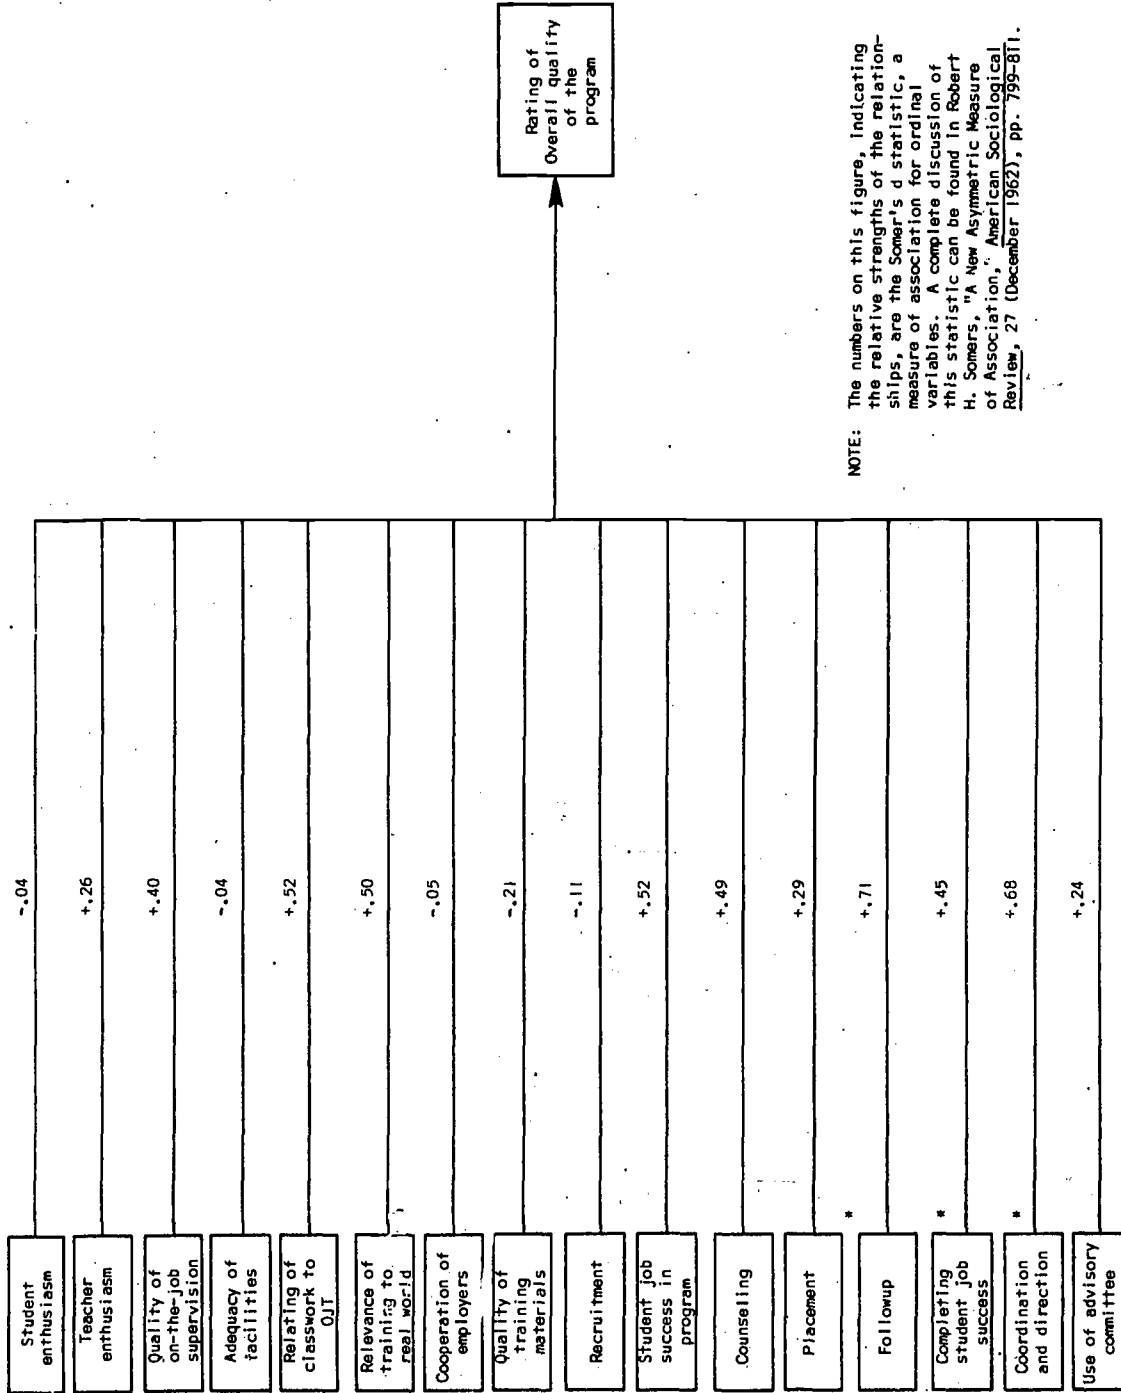 Student
enthusiasm
-.04
Teacher
enthusiasm
+.26
Quality of
on-the-job
supervision
+.40
Adequacy of
facilities
-.04
Relating of
classwork to
OJT
+.52
Relevance of
training to
real world
+.50
Cooperation of
employers
-.05
Quality of
training
materials
-.21
Recruitment
-.11
Student job
success in
program
+.52
Counseling
+.49
Placement
+.29
Followup
*
+.71
Completing
student job
success
*
+.45
Coordination
and direction
*
+.68
Use of advisory
committee
+.24
Rating of
Overall quality
of the
program
NOTE: The numbers on this figure, indicating
the relative strengths of the relation-
ships, are the Somer's d statistic, a
measure of association for ordinal
variables. A complete discussion of
this statistic can be found in Robert
H. Somers, "A New Asymmetric Measure
of Association," American Sociological
Review, 27 (December 1962), pp. 799-811.